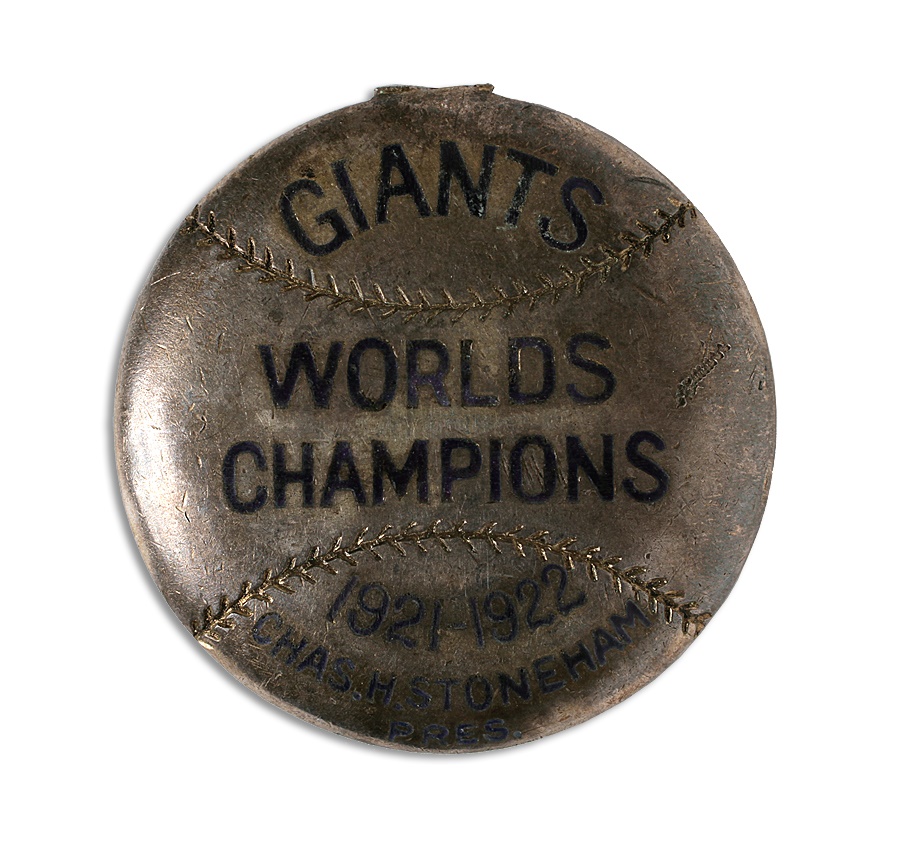 GIANTS
WORLDS
CHAMPIONS
1921-1922
CHAS.H.STONEHAM
PRES.